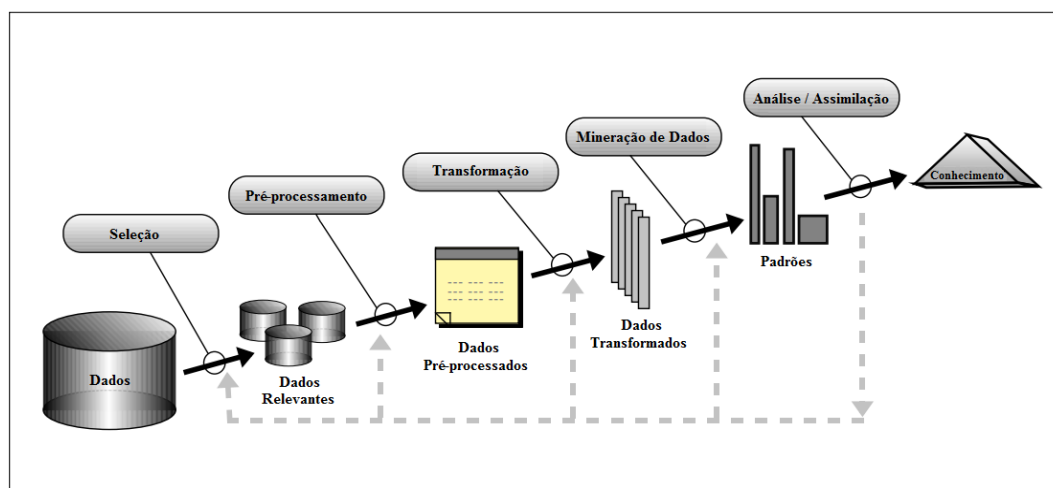 Análise / Assimilação
Mineração de Dados
Transformação
Pré-processamento
Seleção
Dados
Dados
Relevantes
Dados
Pré-processados
Dados
Transformados
Padrões
Conhecimento